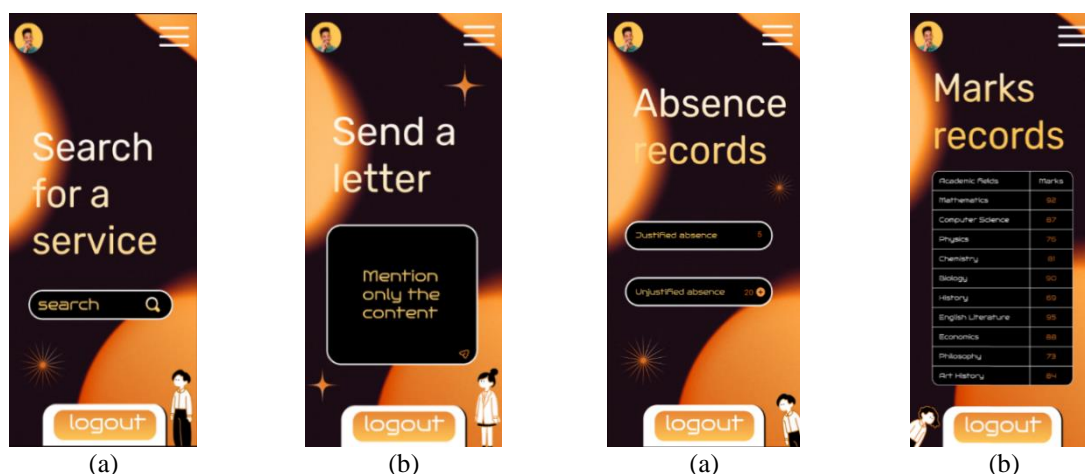 Search
for a
service
search
logout
(a)
Send a
letter
Mention
only the
content
logout
(b)
Absence
records
Justified absence 5
Unjustified absence 20
logout
(a)
Marks
records
Academic fields Marks
Mathematics 92
Computer Science 87
Physics 75
Chemistry 81
Biology 90
History 69
English Literature 95
Economics 88
Philosophy 73
Art History 84
logout
(b)